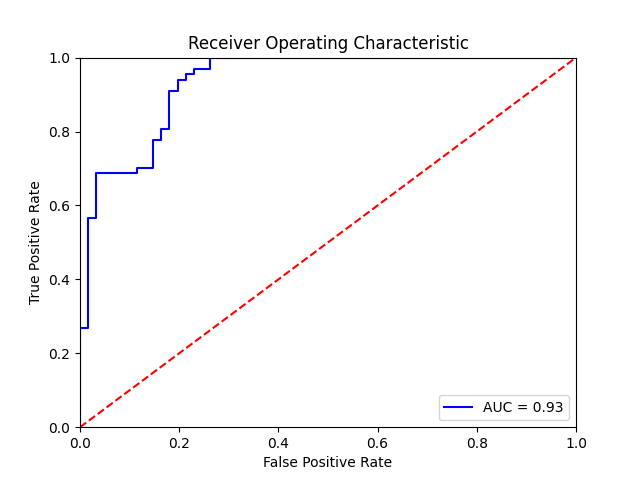 Receiver Operating Characteristic
1.0
0.8
0.6
0.4
0.2
0.0
True Positive Rate
AUC = 0.93
0.0 0.2 0.4 0.6 0.8 1.0
False Positive Rate